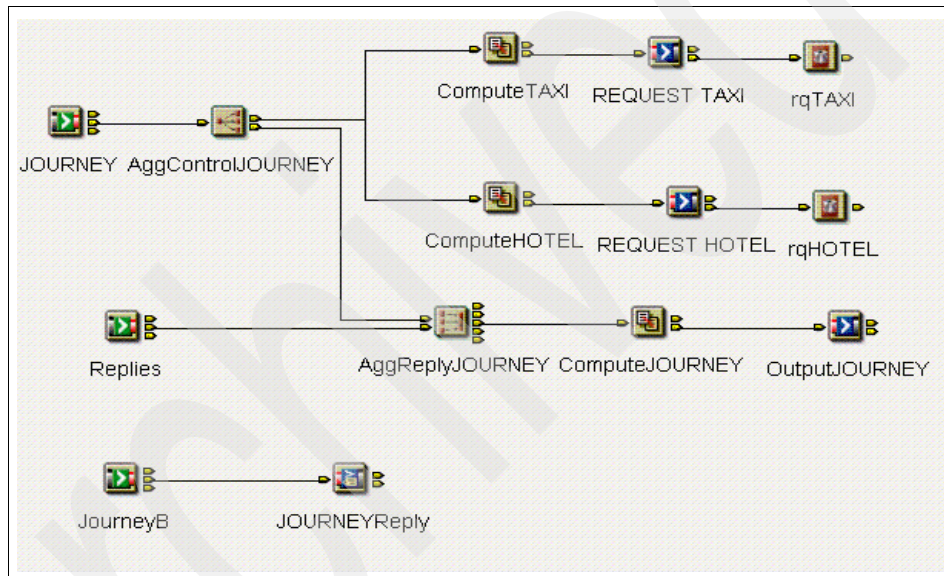 ComputeTAXI REQUEST TAXI rqTAXI
JOURNEY AggControlJOURNEY
ComputeHOTEL REQUEST HOTEL rqHOTEL
Replies AggReplyJOURNEY ComputeJOURNEY OutputJOURNEY
JourneyB JOURNEYReply